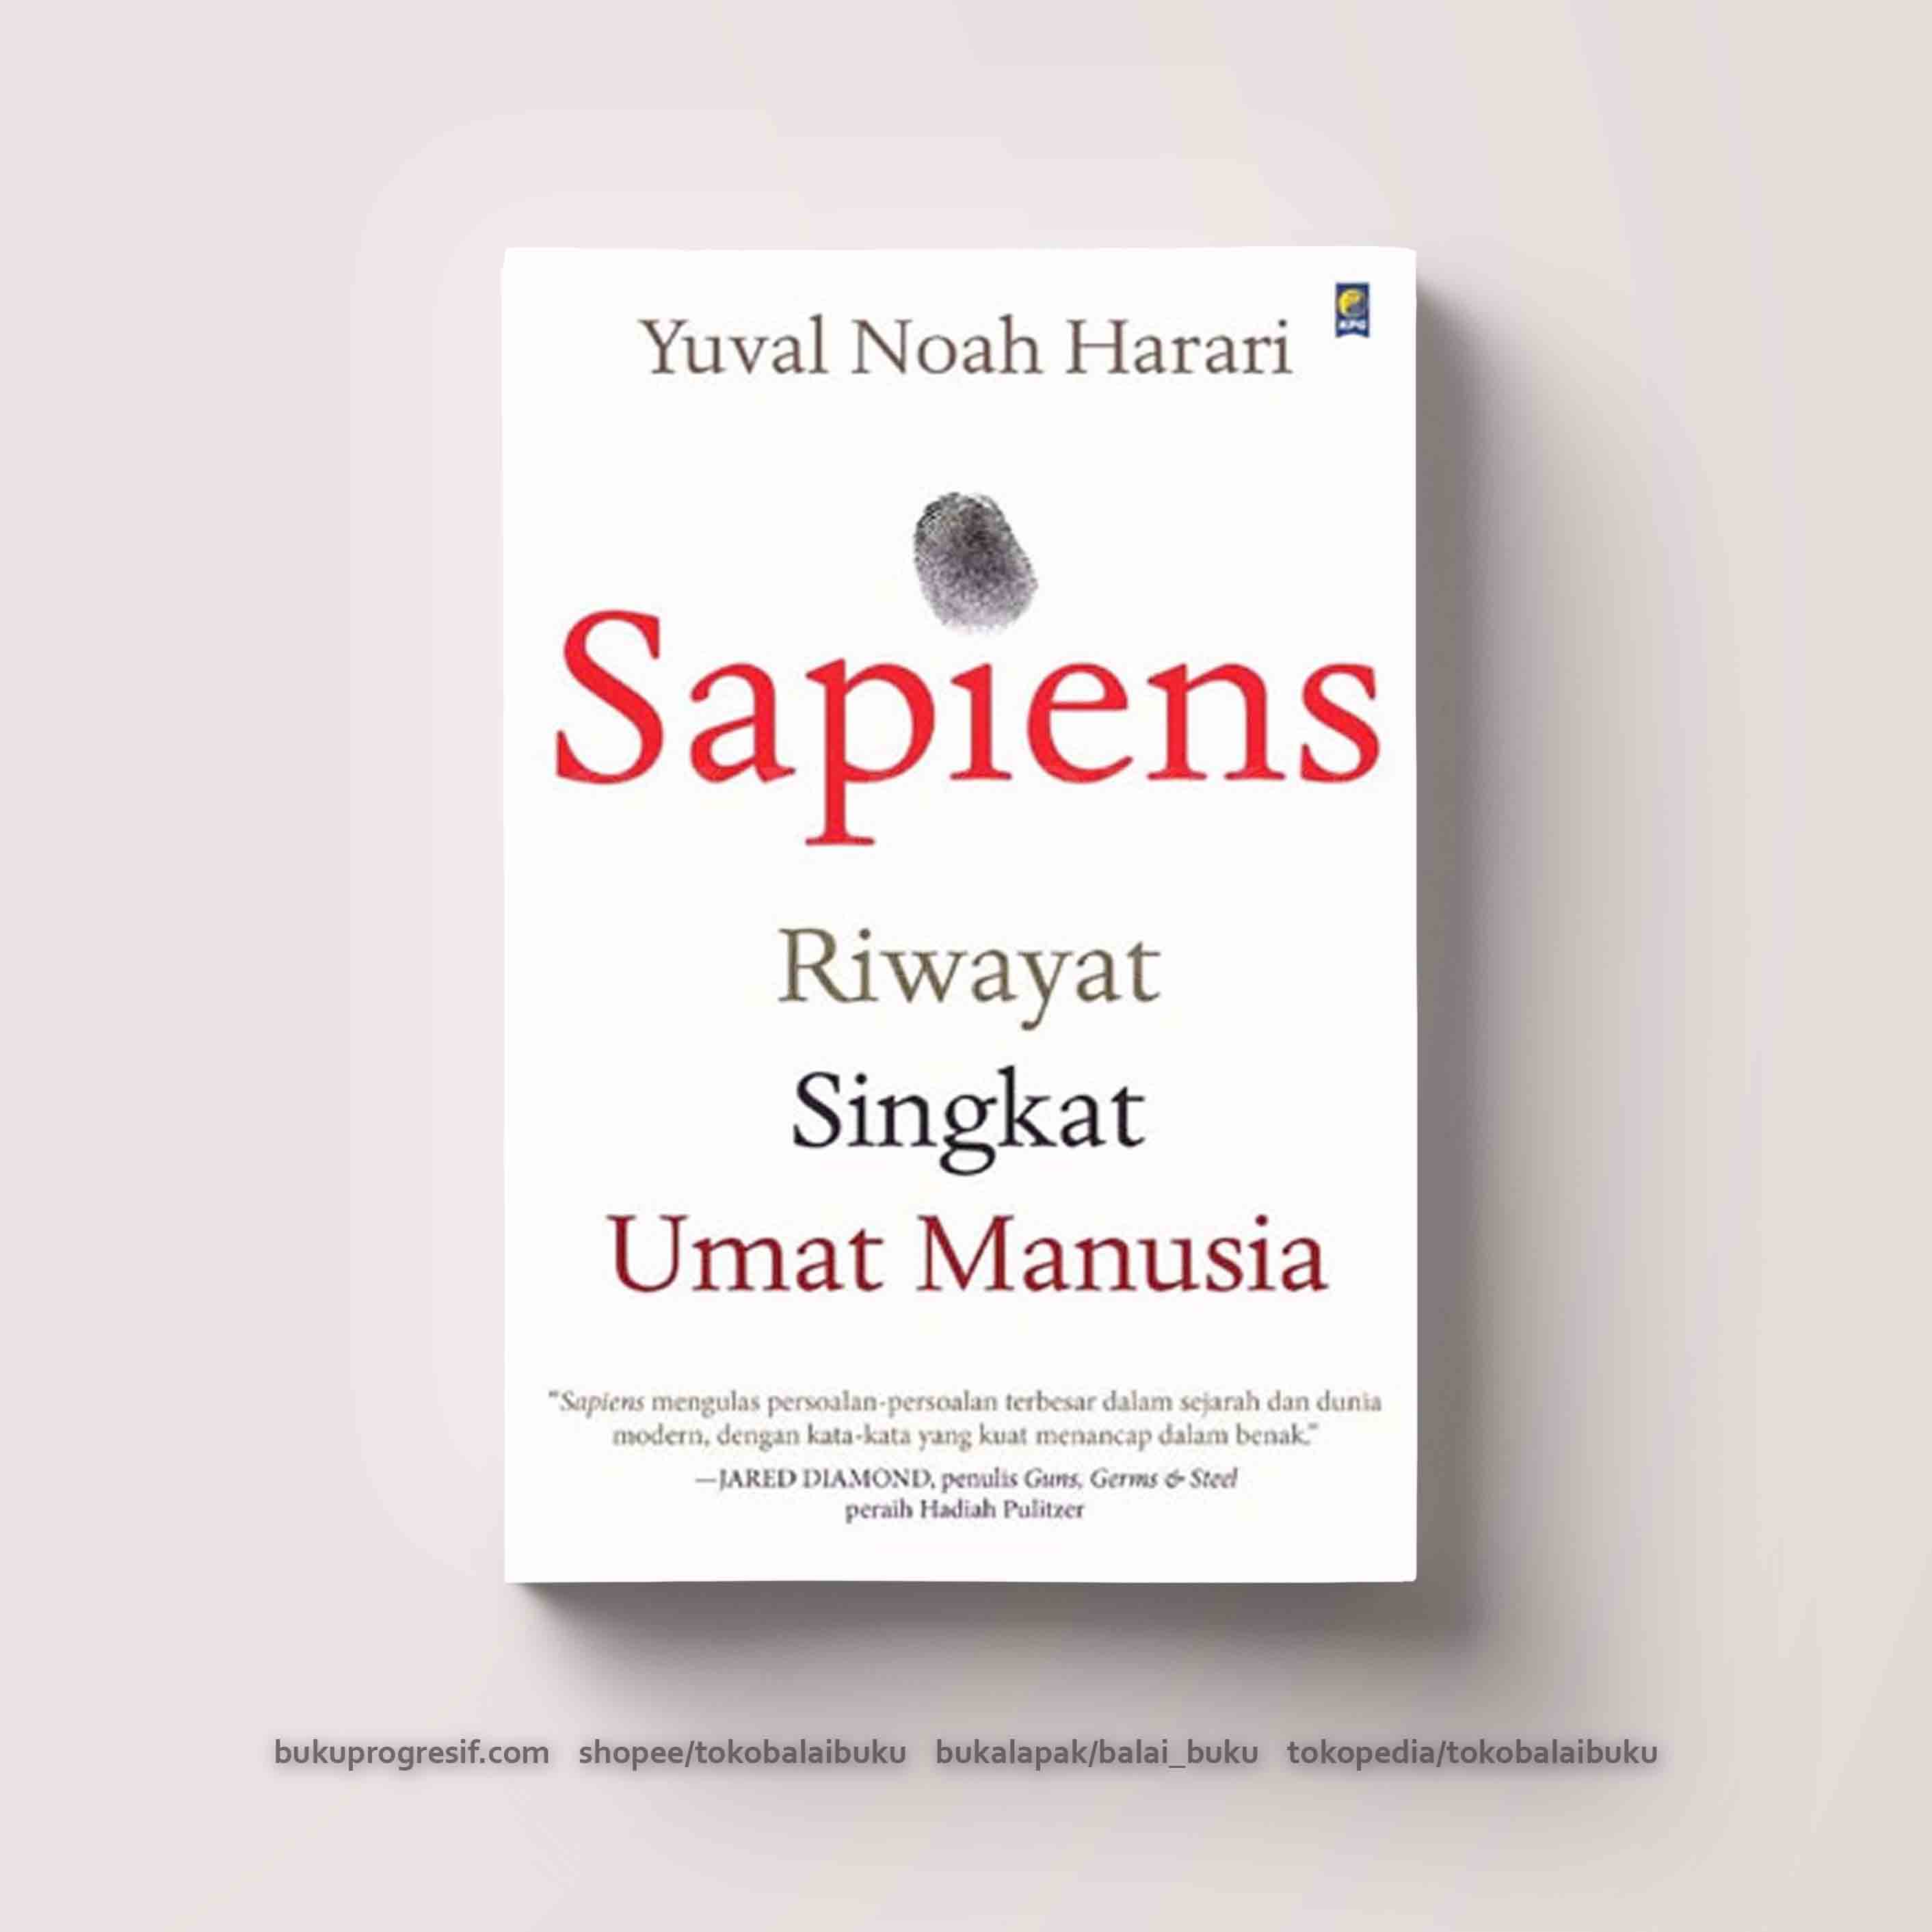 Yuval Noah Harari
KPG
Sapiens
Riwayat
Singkat
Umat Manusia
"Sapiens mengulas persoalan-persoalan terbesar dalam sejarah dan dunia
modern, dengan kata-kata yang kuat menancap dalam benak."
—JARED DIAMOND, penulis Guns, Germs & Steel
peraih Hadiah Pulitzer
bukuprogresif.com shopee/tokobalaibuku bukalapak/balai_buku tokopedia/tokobalaibuku